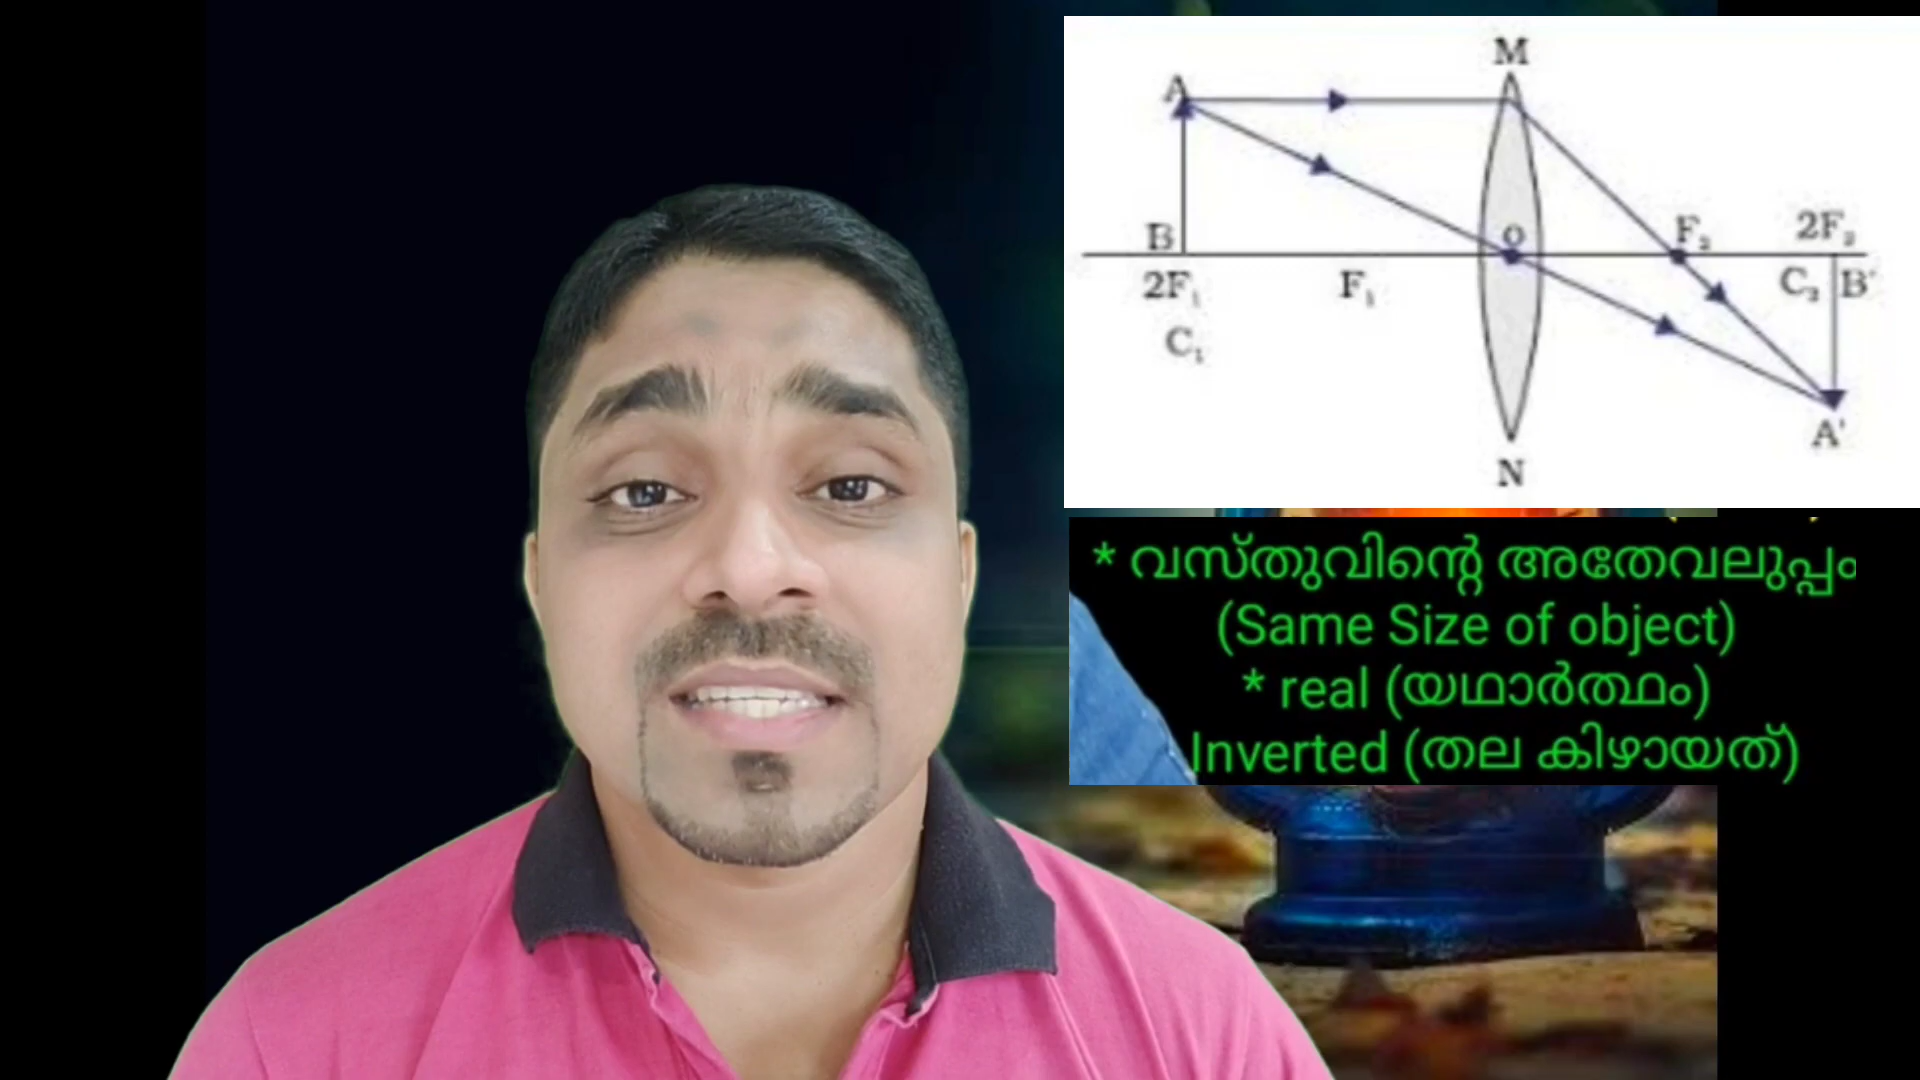 M
A
B
O
F₂
2F₂
2F₁
F₁
C₂
B'
C₁
A'
N
* വസ്തുവിന്റെ അതേവലുപ്പം
(Same Size of object)
* real (യഥാർത്ഥം)
Inverted (തല കിഴായത്)